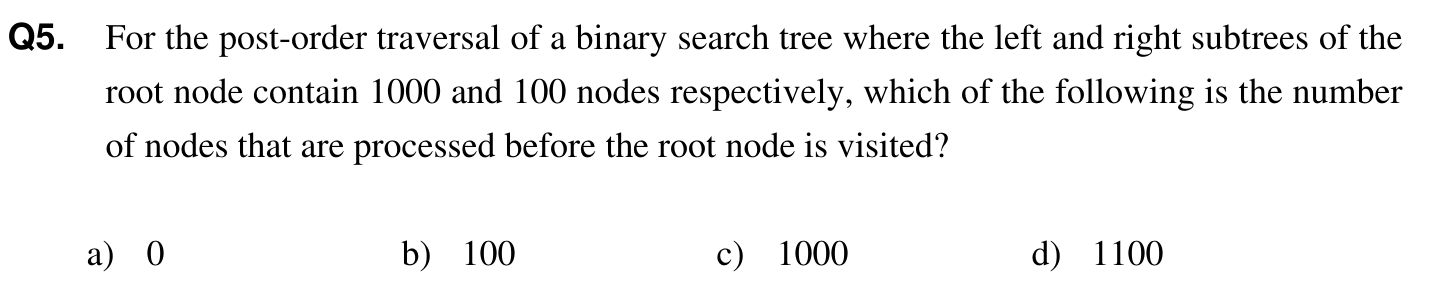 Q5. For the post-order traversal of a binary search tree where the left and right subtrees of the
root node contain 1000 and 100 nodes respectively, which of the following is the number
of nodes that are processed before the root node is visited?
a) 0 b) 100 c) 1000 d) 1100